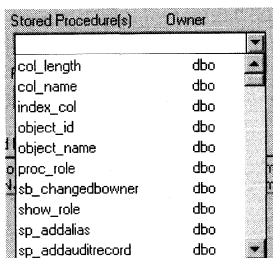 Stored Procedure(s) Owner
col_length dbo
col_name dbo
index_col dbo
object_id dbo
object_name dbo
proc_role dbo
sb_changedbowner dbo
show_role dbo
sp_addalias dbo
sp_addauditrecord dbo